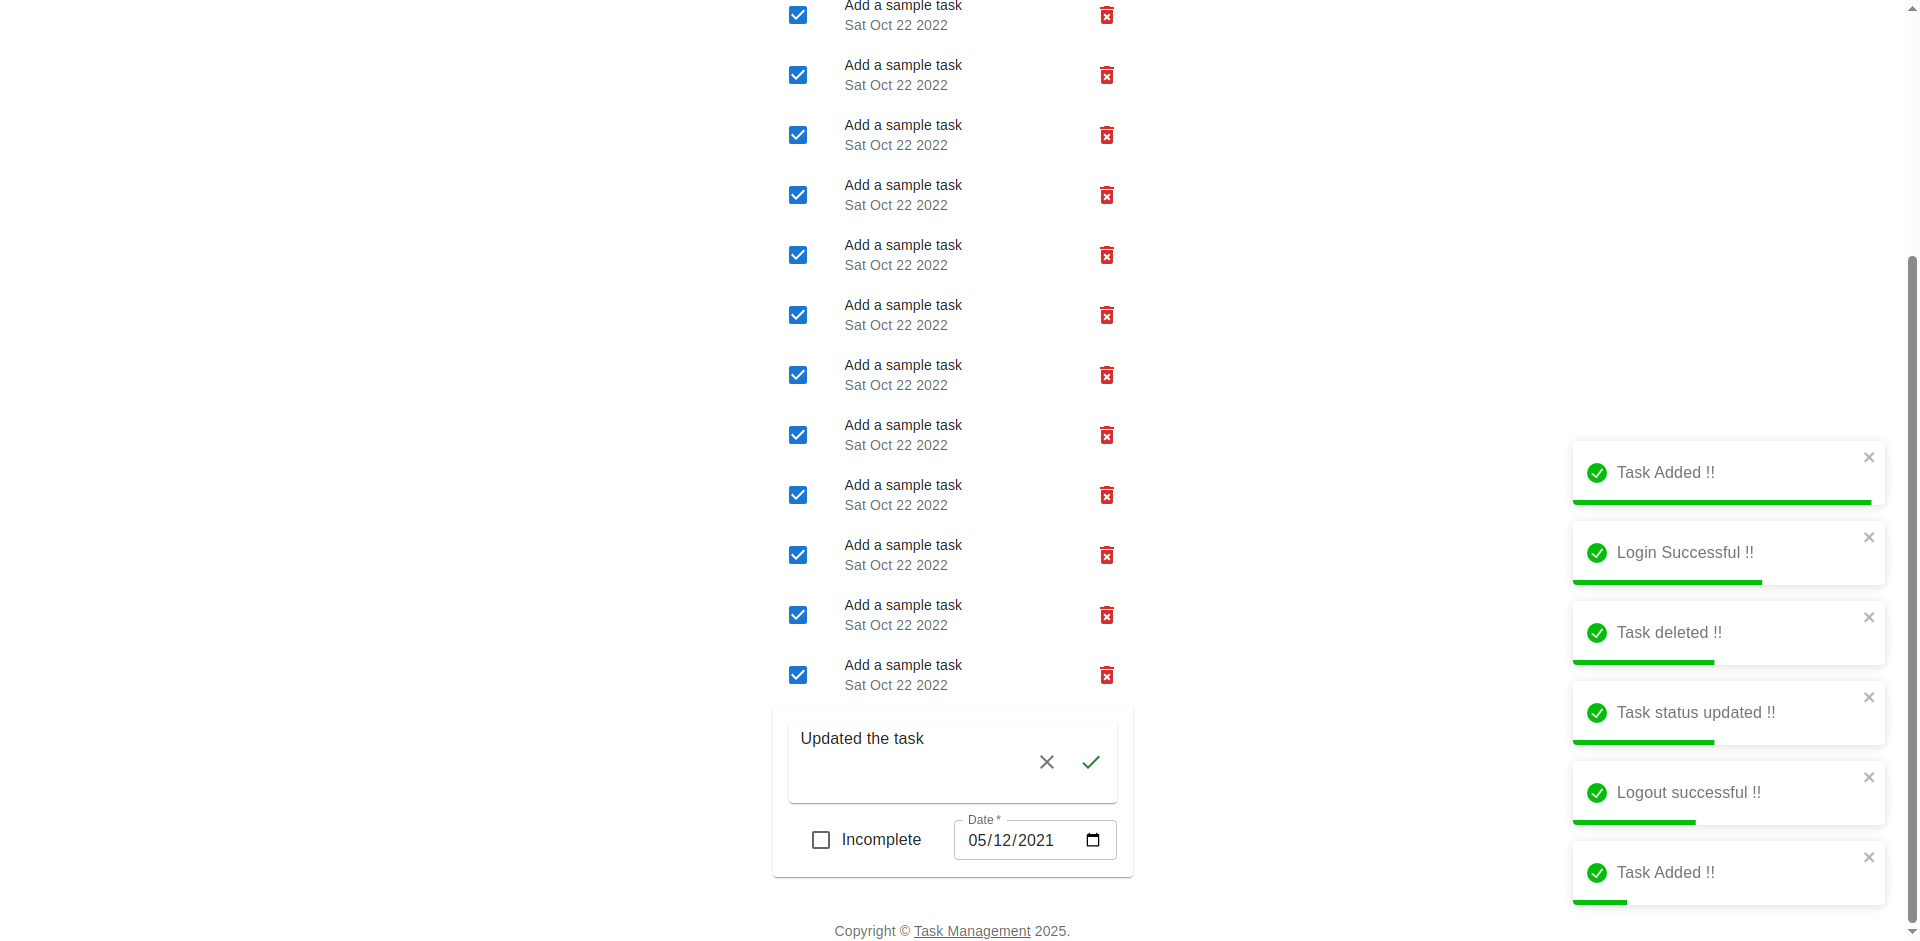 Add a sample task
Sat Oct 22 2022
Add a sample task
Sat Oct 22 2022
Add a sample task
Sat Oct 22 2022
Add a sample task
Sat Oct 22 2022
Add a sample task
Sat Oct 22 2022
Add a sample task
Sat Oct 22 2022
Add a sample task
Sat Oct 22 2022
Add a sample task
Sat Oct 22 2022
Add a sample task
Sat Oct 22 2022
Add a sample task
Sat Oct 22 2022
Add a sample task
Sat Oct 22 2022
Add a sample task
Sat Oct 22 2022
Updated the task
Incomplete
Date *
05/12/2021
Copyright © Task Management 2025.
Task Added !!
Login Successful !!
Task deleted !!
Task status updated !!
Logout successful !!
Task Added !!